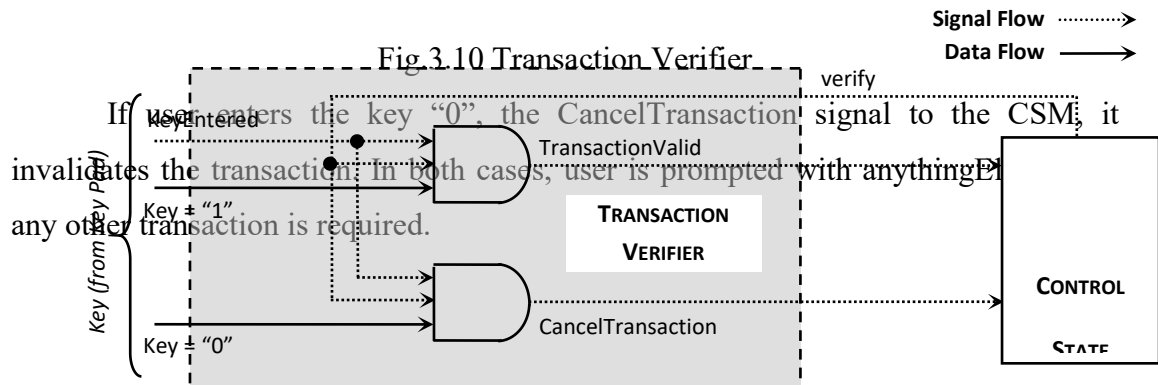 Signal Flow
Data Flow
Fig.3.10 Transaction Verifier
verify
If user enters the key “0”, the CancelTransaction signal to the CSM, it
KeyEntered
TransactionValid
invalidates the transaction. In both cases, user is prompted with anythingEl
Key = “1”
any other transaction is required.
TRANSACTION
VERIFIER
Key (from Key Pad)
CONTROL
STATE
CancelTransaction
Key = “0”